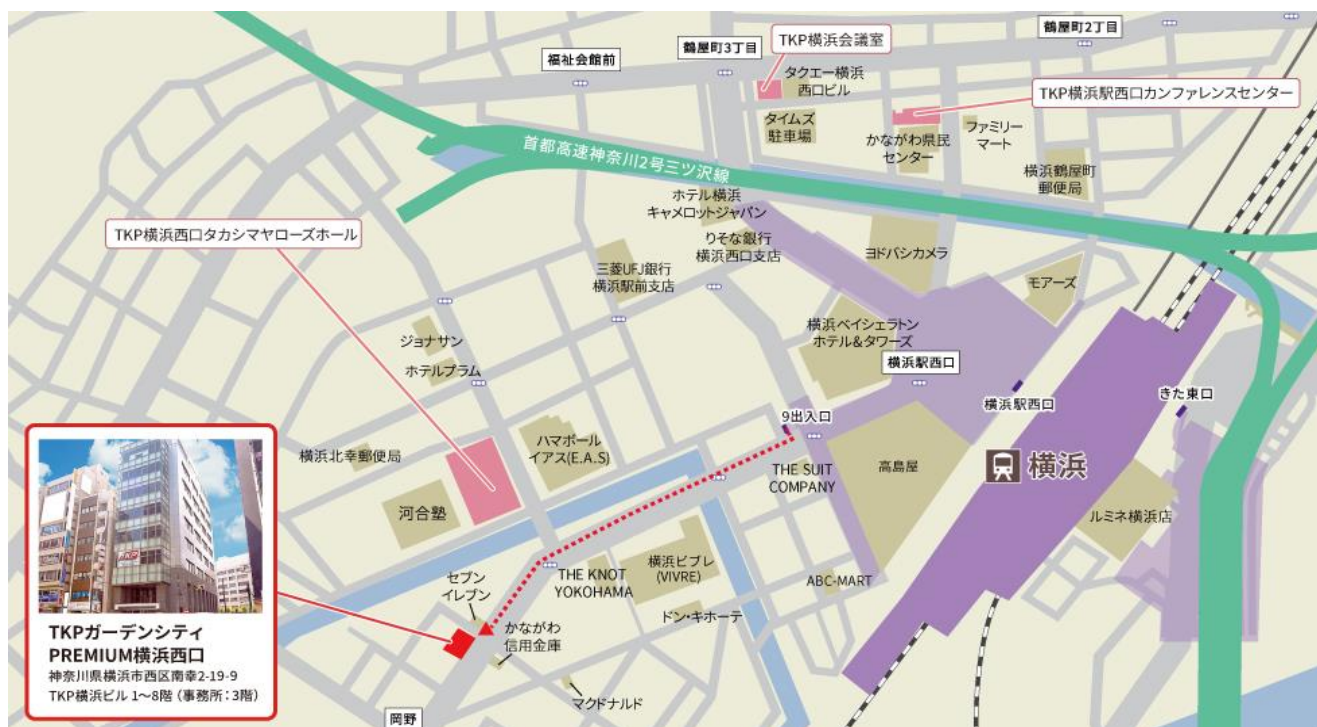 鶴屋町2丁目
TKP横浜会議室
鶴屋町3丁目
福祉会館前
タクエー横浜
西口ビル
TKP横浜駅西口カンファレンスセンター
タイムズ
駐車場
かながわ県民
センター
ファミリー
マート
首都高速神奈川2号三ツ沢線
横浜鶴屋町
郵便局
ホテル横浜
キャメロットジャパン
TKP横浜西口タカシマヤローズホール
りそな銀行
横浜西口支店
ヨドバシカメラ
三菱UFJ銀行
横浜駅前支店
モアーズ
横浜ベイシェラトン
ホテル&タワーズ
ジョナサン
ホテルプラム
横浜駅西口
横浜駅西口
きた東口
9出入口
ハマボール
イアス(E.A.S)
横浜北幸郵便局
高島屋
横浜
THE SUIT
COMPANY
河合塾
ルミネ横浜店
横浜ビブレ
(VIVRE)
THE KNOT
YOKOHAMA
ABC-MART
セブン
イレブン
ドン・キホーテ
かながわ
信用金庫
マクドナルド
岡野
TKP
TKPガーデンシティ
PREMIUM横浜西口
神奈川県横浜市西区南幸2-19-9
TKP横浜ビル 1〜8階（事務所：3階）